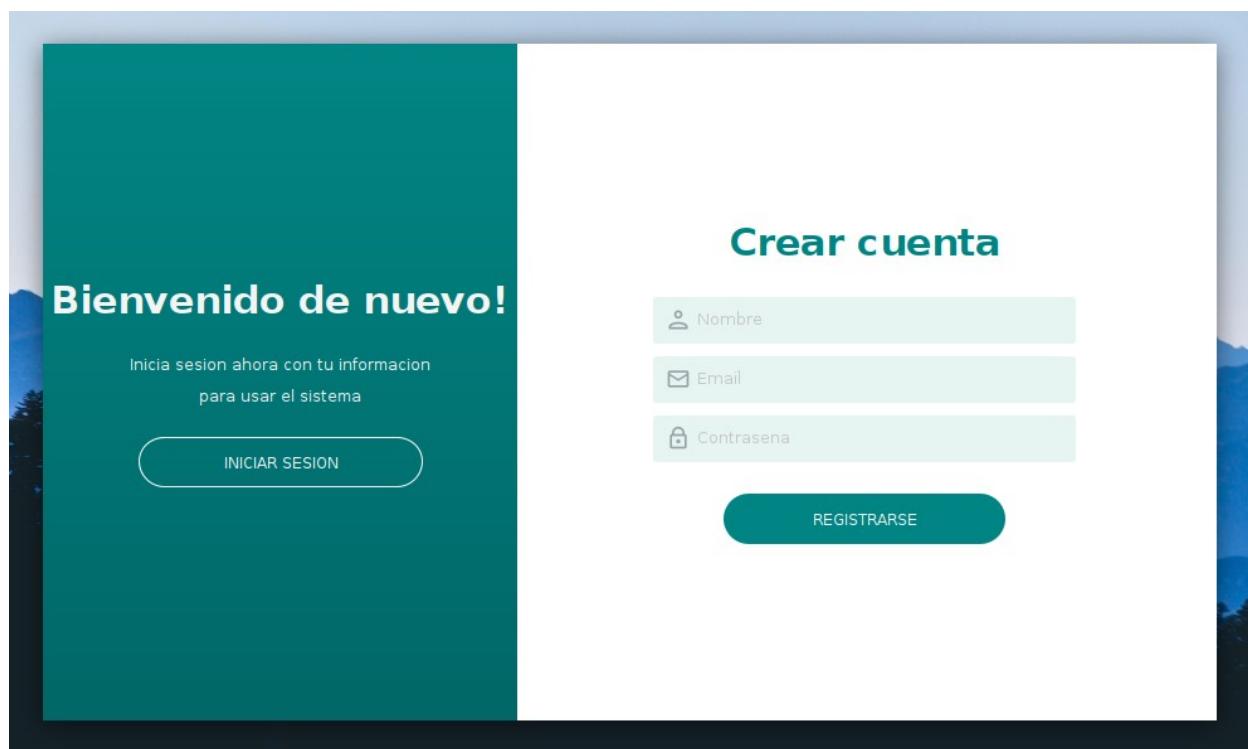 Bienvenido de nuevo!
Inicia sesion ahora con tu informacion
para usar el sistema
INICIAR SESION
Crear cuenta
Nombre
Email
Contrasena
REGISTRARSE